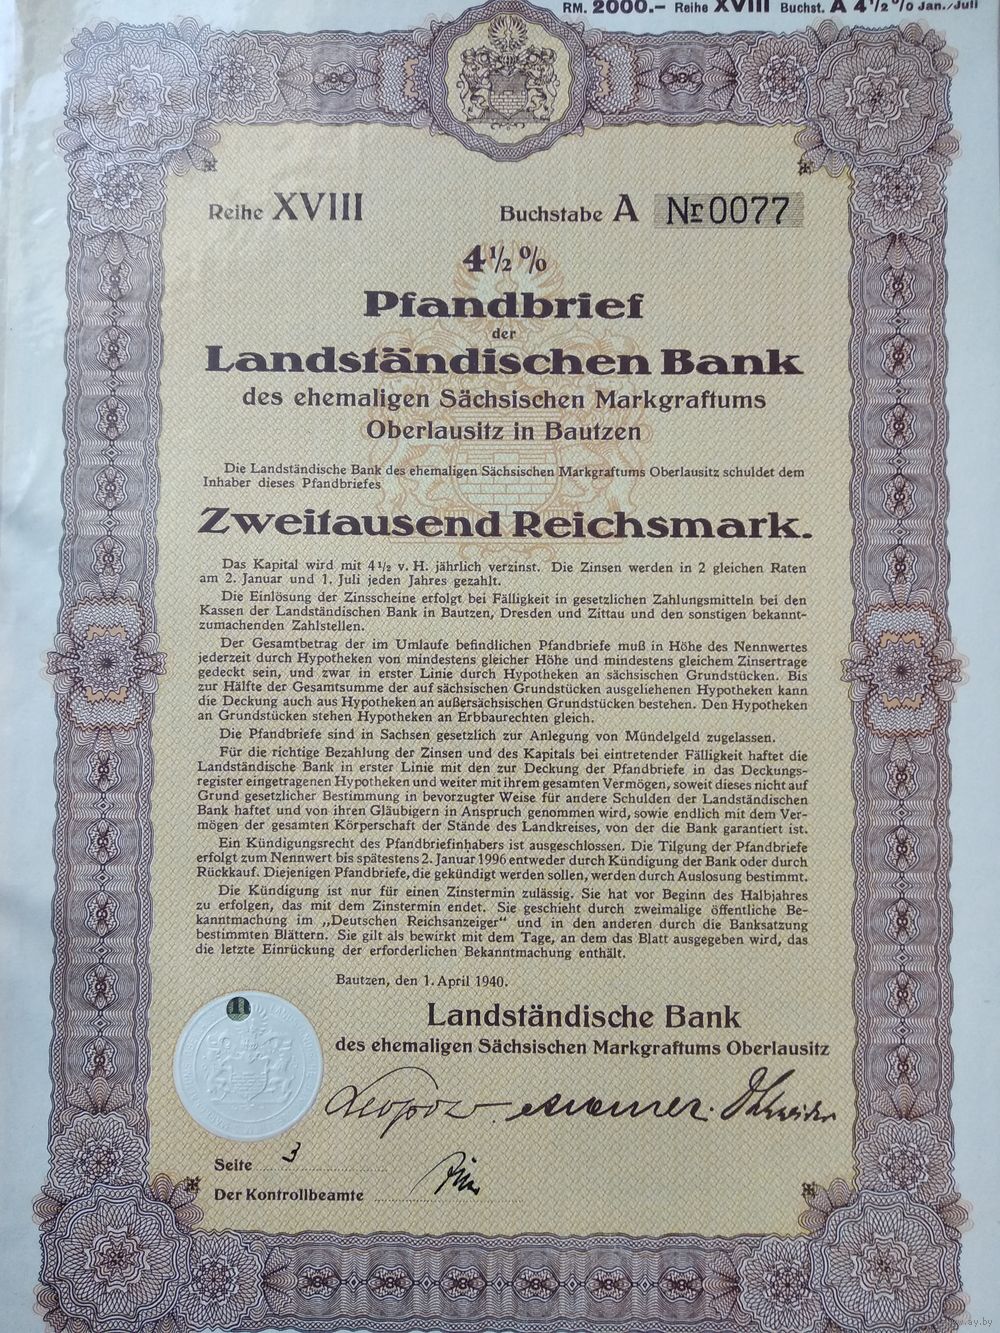 RM. 2000.- Reihe XVIII Buchst. A 4 1/2 % Jan./Juli
Reihe XVIII Buchstabe A Nr 0077
4 1/2 %
Pfandbrief
der
Landständischen Bank
des ehemaligen Sächsischen Markgraftums
Oberlausitz in Bautzen
Die Landständische Bank des ehemaligen Sächsischen Markgraftums Oberlausitz schuldet dem
Inhaber dieses Pfandbriefes
Zweitausend Reichsmark.
Das Kapital wird mit 4 1/2 v. H. jährlich verzinst. Die Zinsen werden in 2 gleichen Raten
am 2. Januar und 1. Juli jeden Jahres gezahlt.
Die Einlösung der Zinsscheine erfolgt bei Fälligkeit in gesetzlichen Zahlungsmitteln bei den
Kassen der Landständischen Bank in Bautzen, Dresden und Zittau und den sonstigen bekannt-
zumachenden Zahlstellen.
Der Gesamtbetrag der im Umlaufe befindlichen Pfandbriefe muß in Höhe des Nennwertes
jederzeit durch Hypotheken von mindestens gleicher Höhe und mindestens gleichem Zinsertrage
gedeckt sein, und zwar in erster Linie durch Hypotheken an sächsischen Grundstücken. Bis
zur Hälfte der Gesamtsumme der auf sächsischen Grundstücken ausgeliehenen Hypotheken kann
die Deckung auch aus Hypotheken an außersächsischen Grundstücken bestehen. Den Hypotheken
an Grundstücken stehen Hypotheken an Erbbaurechten gleich.
Die Pfandbriefe sind in Sachsen gesetzlich zur Anlegung von Mündelgeld zugelassen.
Für die richtige Bezahlung der Zinsen und des Kapitals bei eintretender Fälligkeit haftet die
Landständische Bank in erster Linie mit den zur Deckung der Pfandbriefe in das Deckungs-
register eingetragenen Hypotheken und weiter mit ihrem gesamten Vermögen, soweit dieses nicht auf
Grund gesetzlicher Bestimmung in bevorzugter Weise für andere Schulden der Landständischen
Bank haftet und von ihren Gläubigern in Anspruch genommen wird, sowie endlich mit dem Ver-
mögen der gesamten Körperschaft der Stände des Landkreises, von der die Bank garantiert ist.
Ein Kündigungsrecht des Pfandbriefinhabers ist ausgeschlossen. Die Tilgung der Pfandbriefe
erfolgt zum Nennwert bis spätestens 2. Januar 1996 entweder durch Kündigung der Bank oder durch
Rückkauf. Diejenigen Pfandbriefe, die gekündigt werden sollen, werden durch Auslosung bestimmt.
Die Kündigung ist nur für einen Zinstermin zulässig. Sie hat vor Beginn des Halbjahres
zu erfolgen, das mit dem Zinstermin endet. Sie geschieht durch zweimalige öffentliche Be-
kanntmachung im „Deutschen Reichsanzeiger" und in den anderen durch die Banksatzung
bestimmten Blättern. Sie gilt als bewirkt mit dem Tage, an dem das Blatt ausgegeben wird, das
die letzte Einrückung der erforderlichen Bekanntmachung enthält.
Bautzen, den 1. April 1940.
Landständische Bank
des ehemaligen Sächsischen Markgraftums Oberlausitz
Seite 3
Der Kontrollbeamte
ay.by